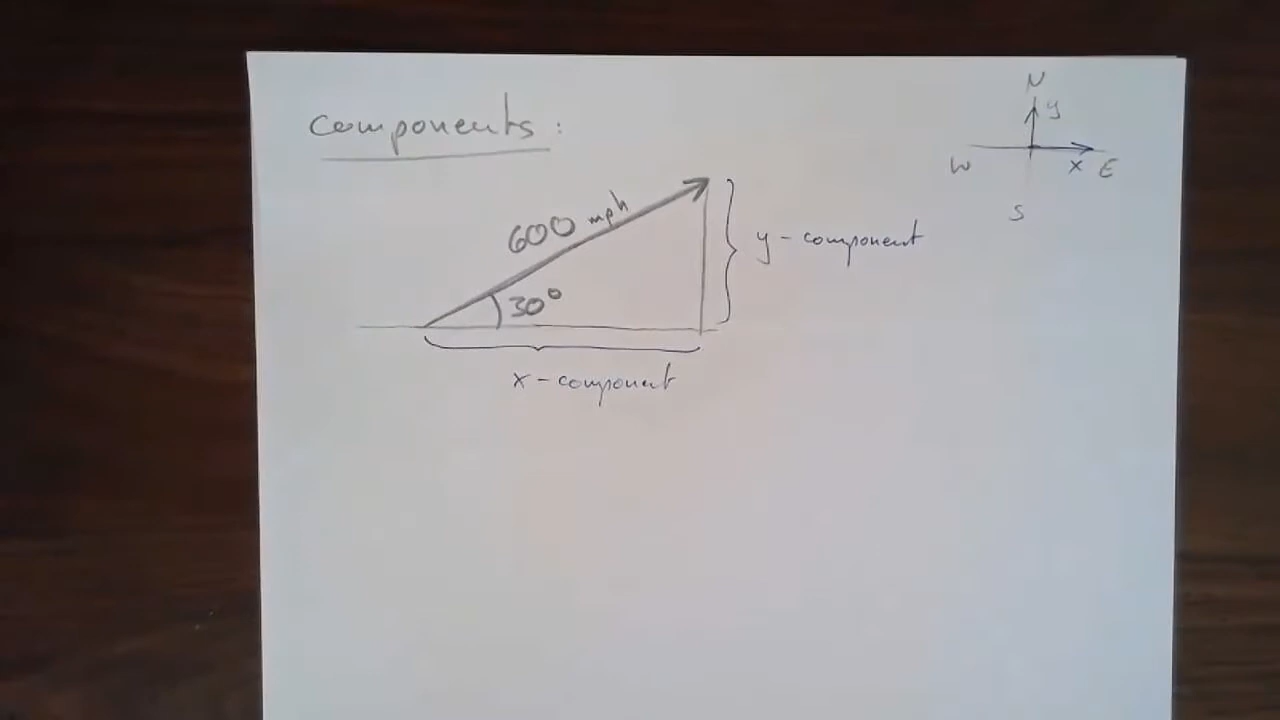 Components :
N
y
W
x E
S
600 mph
y - component
30°
x - component